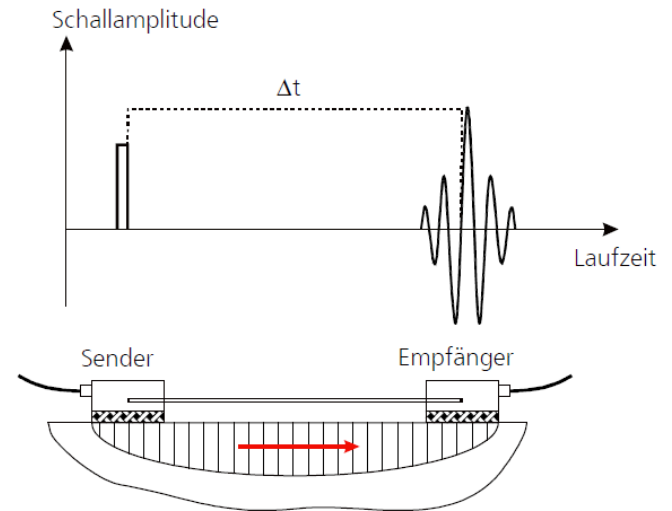 Schallamplitude
Δt
Laufzeit
Sender
Empfänger